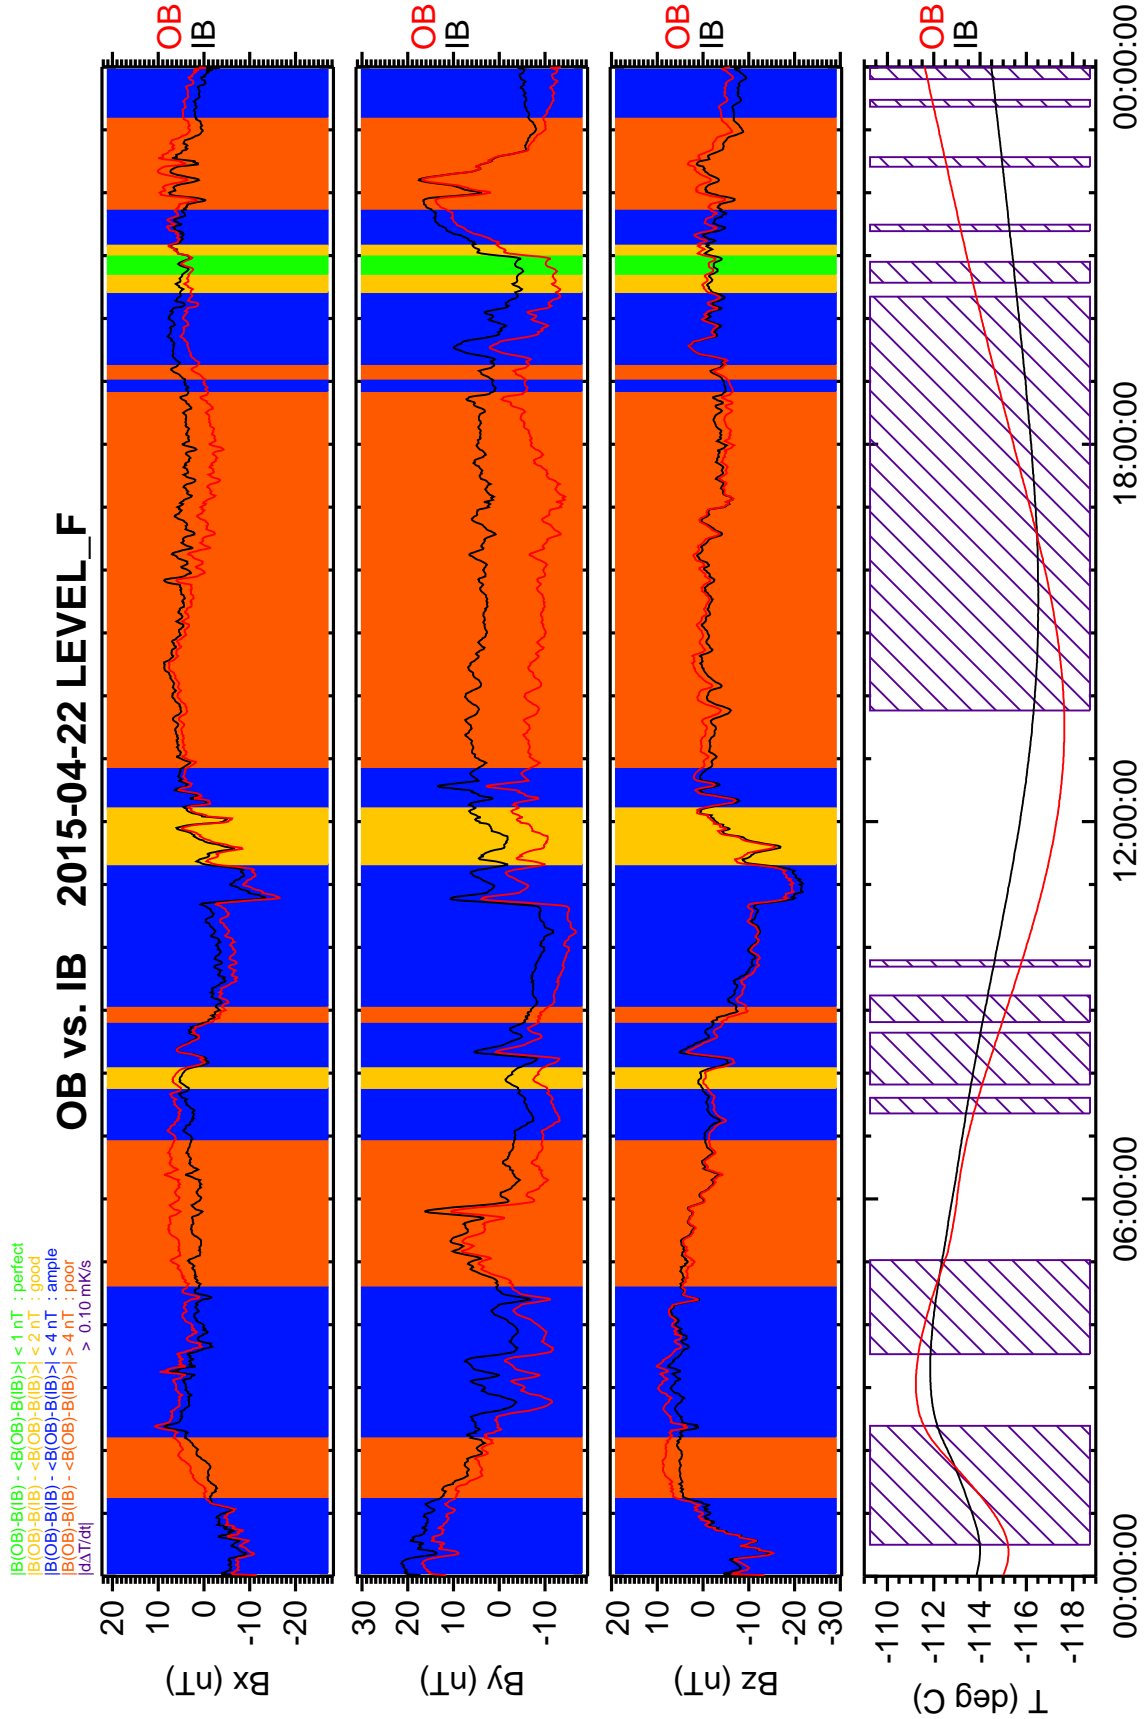 OB vs. IB 2015-04-22 LEVEL_F
|B(OB)-B(IB) - <B(OB)-B(IB)>| < 1 nT : perfect
|B(OB)-B(IB) - <B(OB)-B(IB)>| < 2 nT : good
|B(OB)-B(IB) - <B(OB)-B(IB)>| < 4 nT : ample
|B(OB)-B(IB) - <B(OB)-B(IB)>| > 4 nT : poor
|dΔT/dt| > 0.10 mK/s
Bx (nT)
20
10
0
-10
-20
OB
IB
By (nT)
30
20
10
0
-10
OB
IB
Bz (nT)
20
10
0
-10
-20
-30
OB
IB
T (deg C)
-110
-112
-114
-116
-118
OB
IB
00:00:00
06:00:00
12:00:00
18:00:00
00:00:00